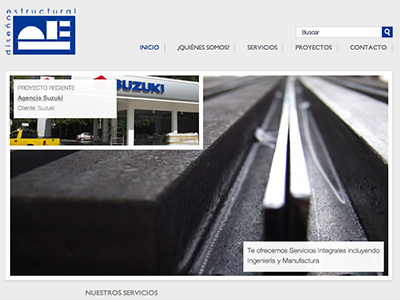 diseño estructural
DE
Buscar
INICIO
¿QUIÉNES SOMOS?
SERVICIOS
PROYECTOS
CONTACTO
PROYECTO RECIENTE
Agencia Suzuki
Cliente: Suzuki
SUZUKI
Te ofrecemos Servicios Integrales incluyendo
Ingeniería y Manufactura
NUESTROS SERVICIOS